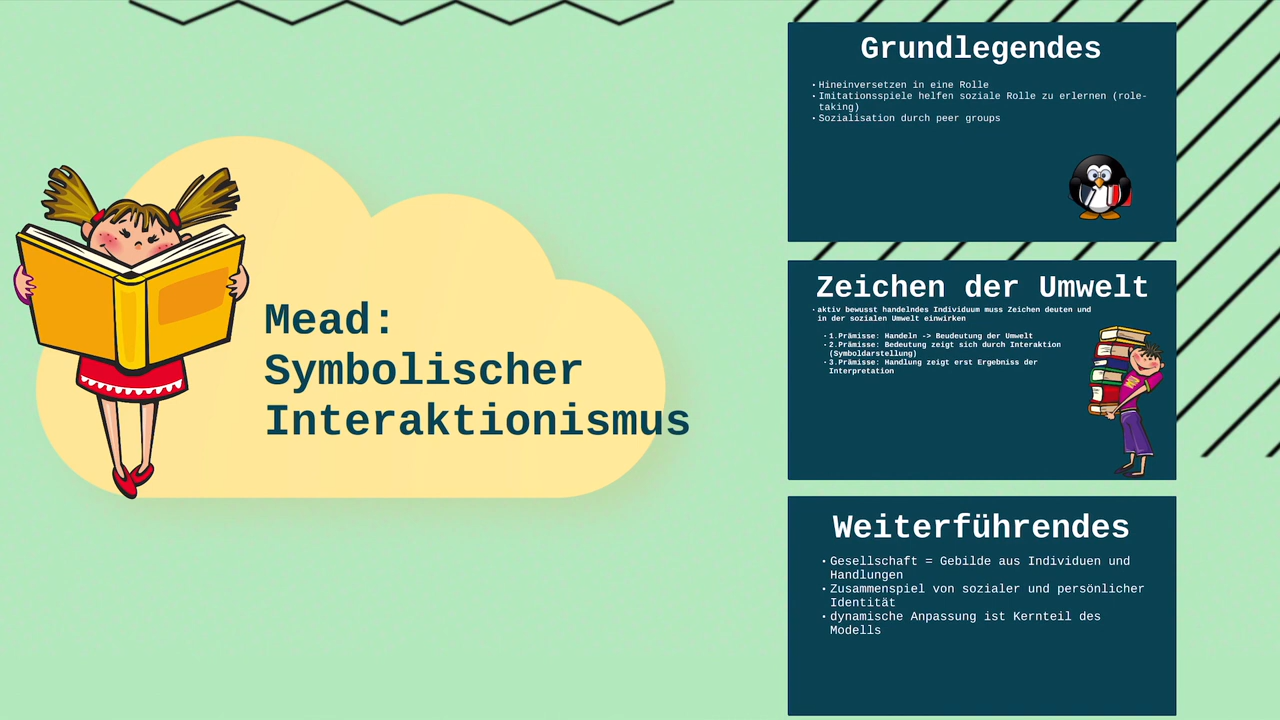 Mead:
Symbolischer
Interaktionismus
Grundlegendes
• Hineinversetzen in eine Rolle
• Imitationsspiele helfen soziale Rolle zu erlernen (role-
taking)
• Sozialisation durch peer groups
Zeichen der Umwelt
• aktiv bewusst handelndes Individuum muss Zeichen deuten und
in der sozialen Umwelt einwirken
• 1.Prämisse: Handeln -> Beudeutung der Umwelt
• 2.Prämisse: Bedeutung zeigt sich durch Interaktion
(Symboldarstellung)
• 3.Prämisse: Handlung zeigt erst Ergebniss der
Interpretation
Weiterführendes
• Gesellschaft = Gebilde aus Individuen und
Handlungen
• Zusammenspiel von sozialer und persönlicher
Identität
• dynamische Anpassung ist Kernteil des
Modells